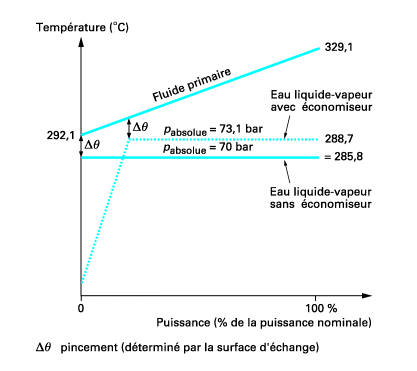 Température (°C)
329,1
Fluide primaire
Eau liquide-vapeur
avec économiseur
292,1
Δθ
Δθ
pabsolue = 73,1 bar
288,7
pabsolue = 70 bar
= 285,8
Eau liquide-vapeur
sans économiseur
0
100 %
Puissance (% de la puissance nominale)
Δθ pincement (déterminé par la surface d'échange)